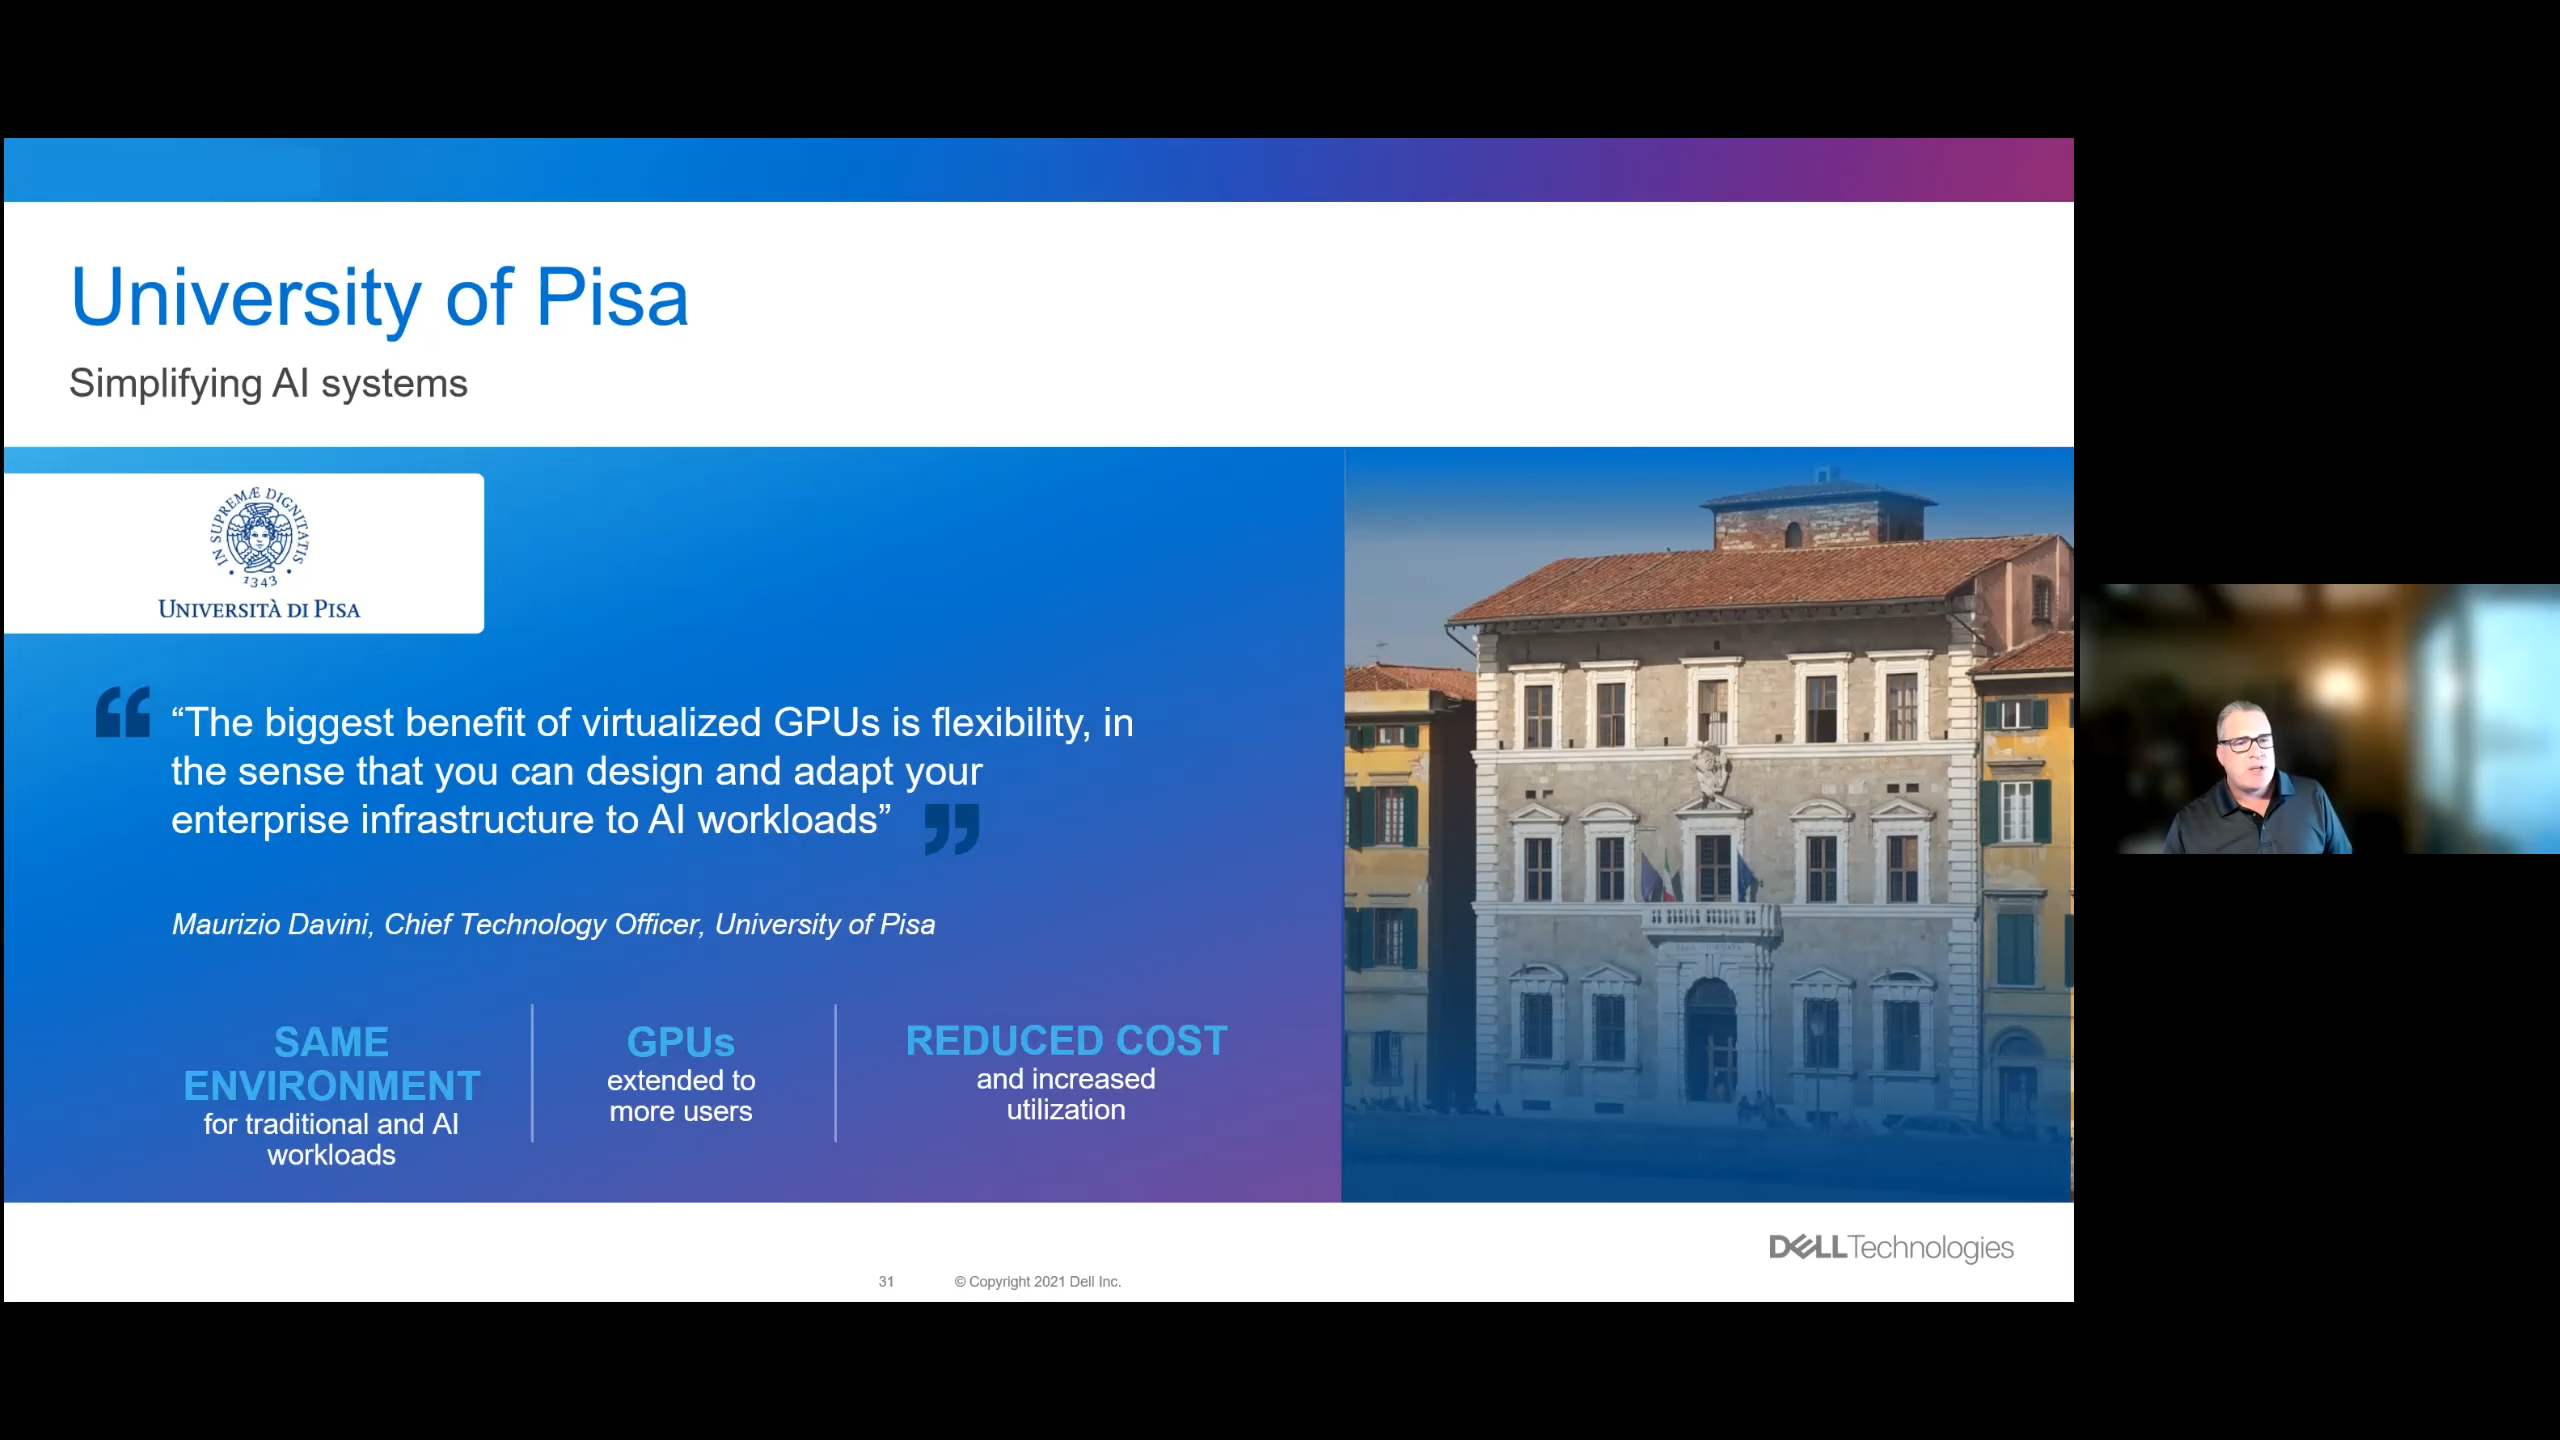 University of Pisa
Simplifying AI systems
IN SUPREMÆ DIGNITATIS
• 1343 •
UNIVERSITÀ DI PISA
“The biggest benefit of virtualized GPUs is flexibility, in
the sense that you can design and adapt your
enterprise infrastructure to AI workloads”
Maurizio Davini, Chief Technology Officer, University of Pisa
SAME
ENVIRONMENT
for traditional and AI
workloads
GPUs
extended to
more users
REDUCED COST
and increased
utilization
DELL Technologies
31
© Copyright 2021 Dell Inc.